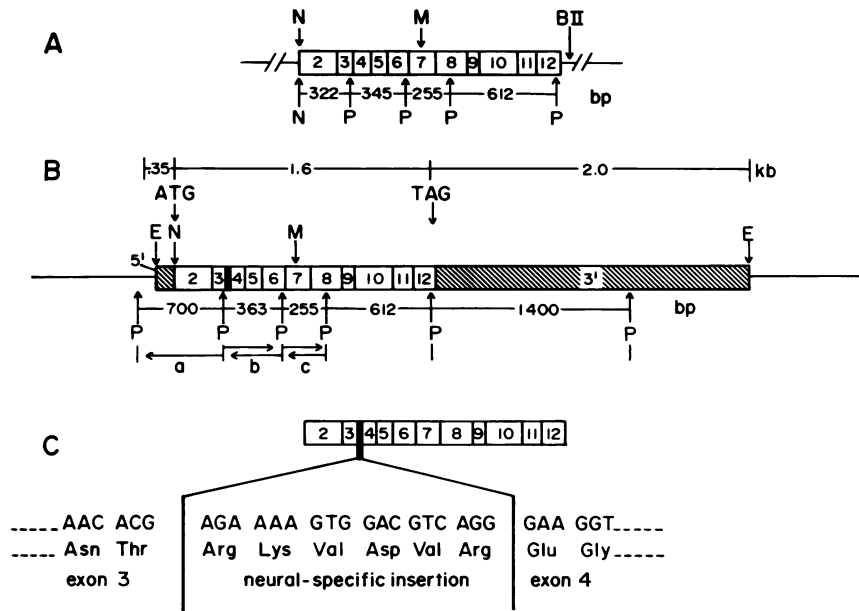 A
N M BII
2 3 4 5 6 7 8 9 10 11 12
322 345 255 612 bp
N P P P P
B
.35 1.6 2.0 kb
ATG TAG
E N M E
5' 2 3 4 5 6 7 8 9 10 11 12 3'
700 363 255 612 1400 bp
P P P P P P
a b c
C
2 3 4 5 6 7 8 9 10 11 12
----- AAC ACG AGA AAA GTG GAC GTC AGG GAA GGT -----
----- Asn Thr Arg Lys Val Asp Val Arg Glu Gly -----
exon 3 neural-specific insertion exon 4